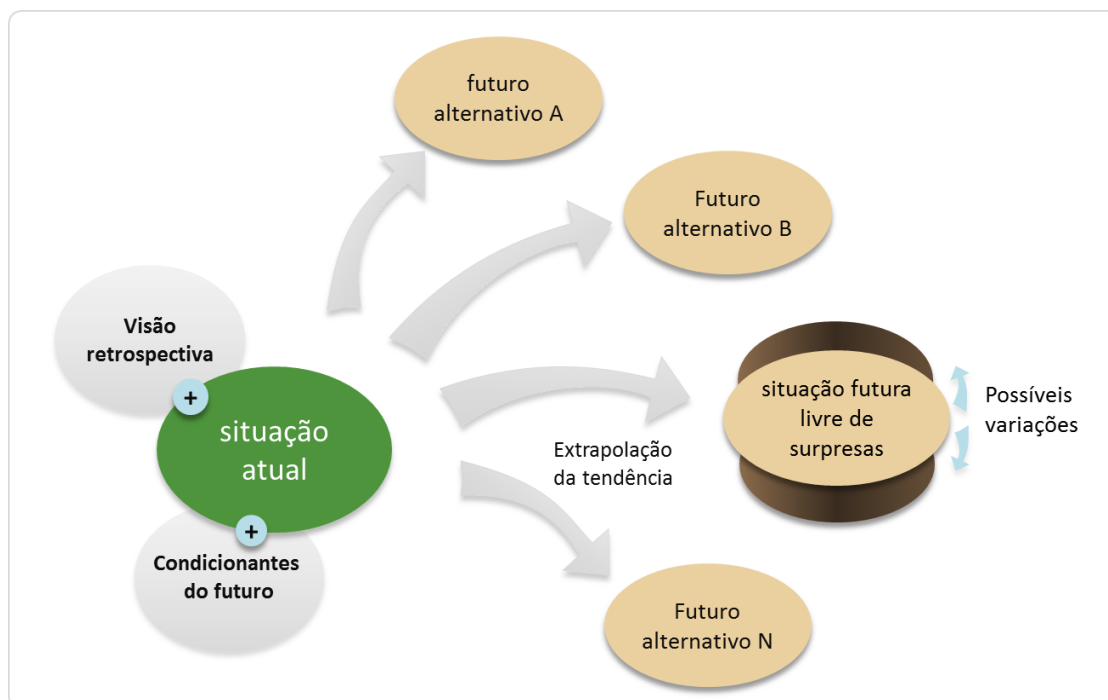 futuro
alternativo A
Futuro
alternativo B
Visão
retrospectiva
+
situação
atual
+
Condicionantes
do futuro
Extrapolação
da tendência
situação futura
livre de
surpresas
Possíveis
variações
Futuro
alternativo N